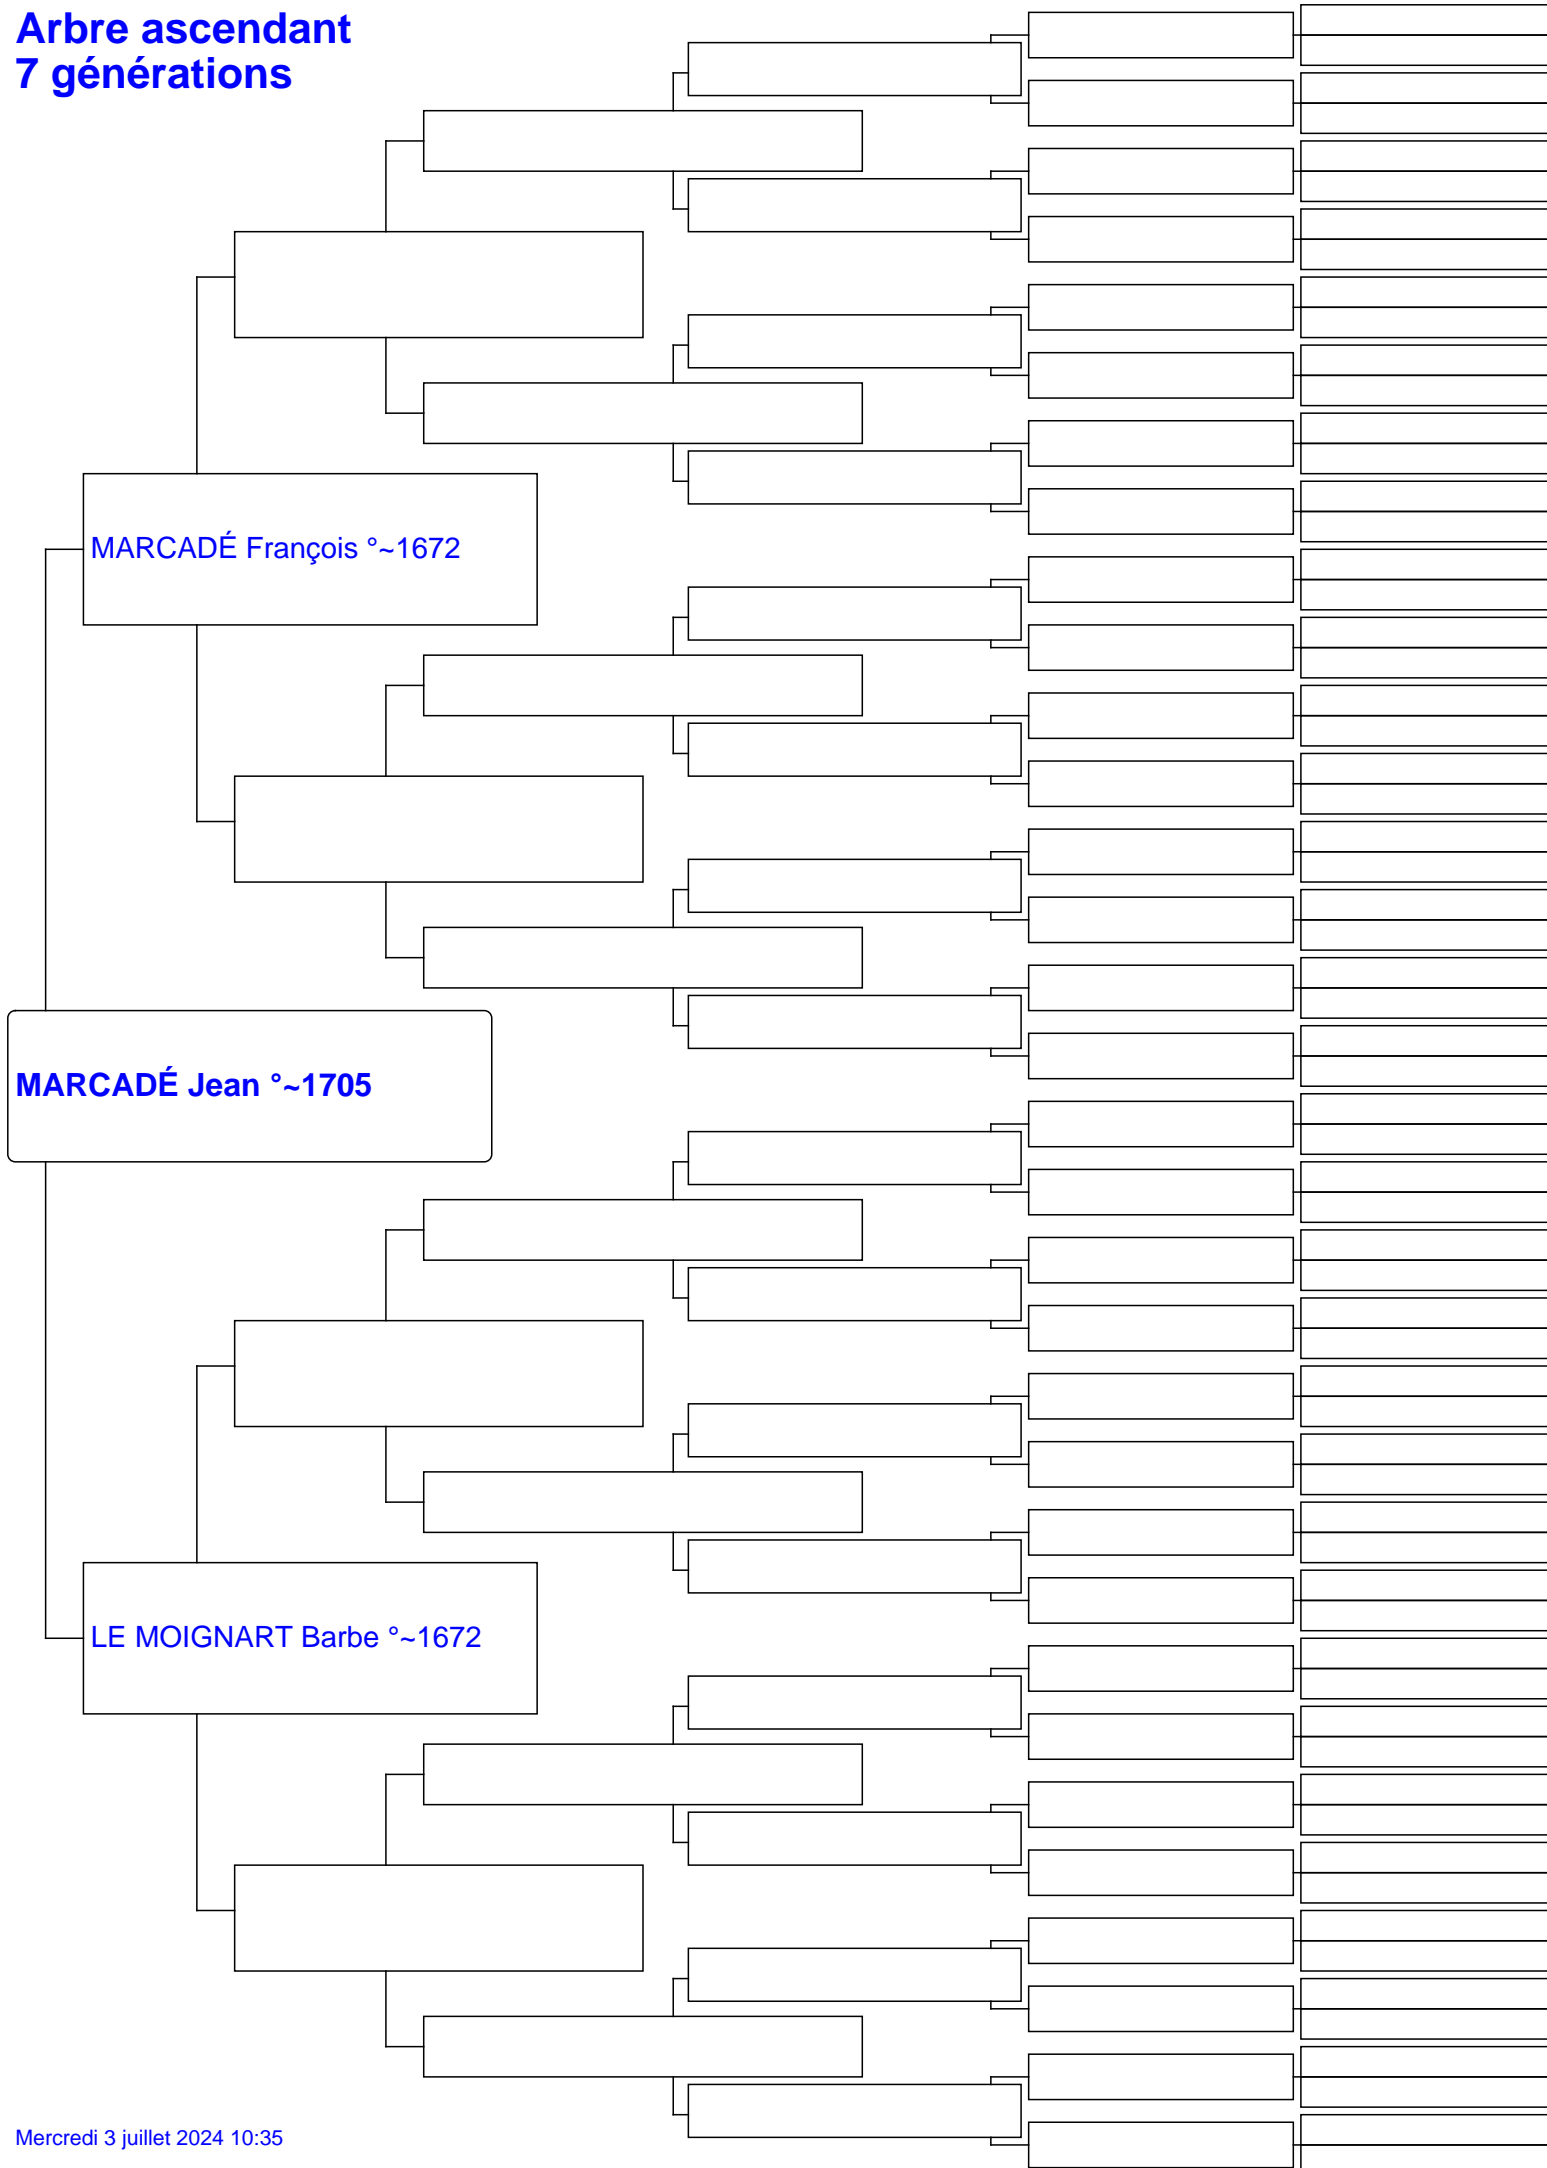 Arbre ascendant
7 générations
MARCADÉ François °~1672
MARCADÉ Jean °~1705
LE MOIGNART Barbe °~1672
Mercredi 3 juillet 2024 10:35